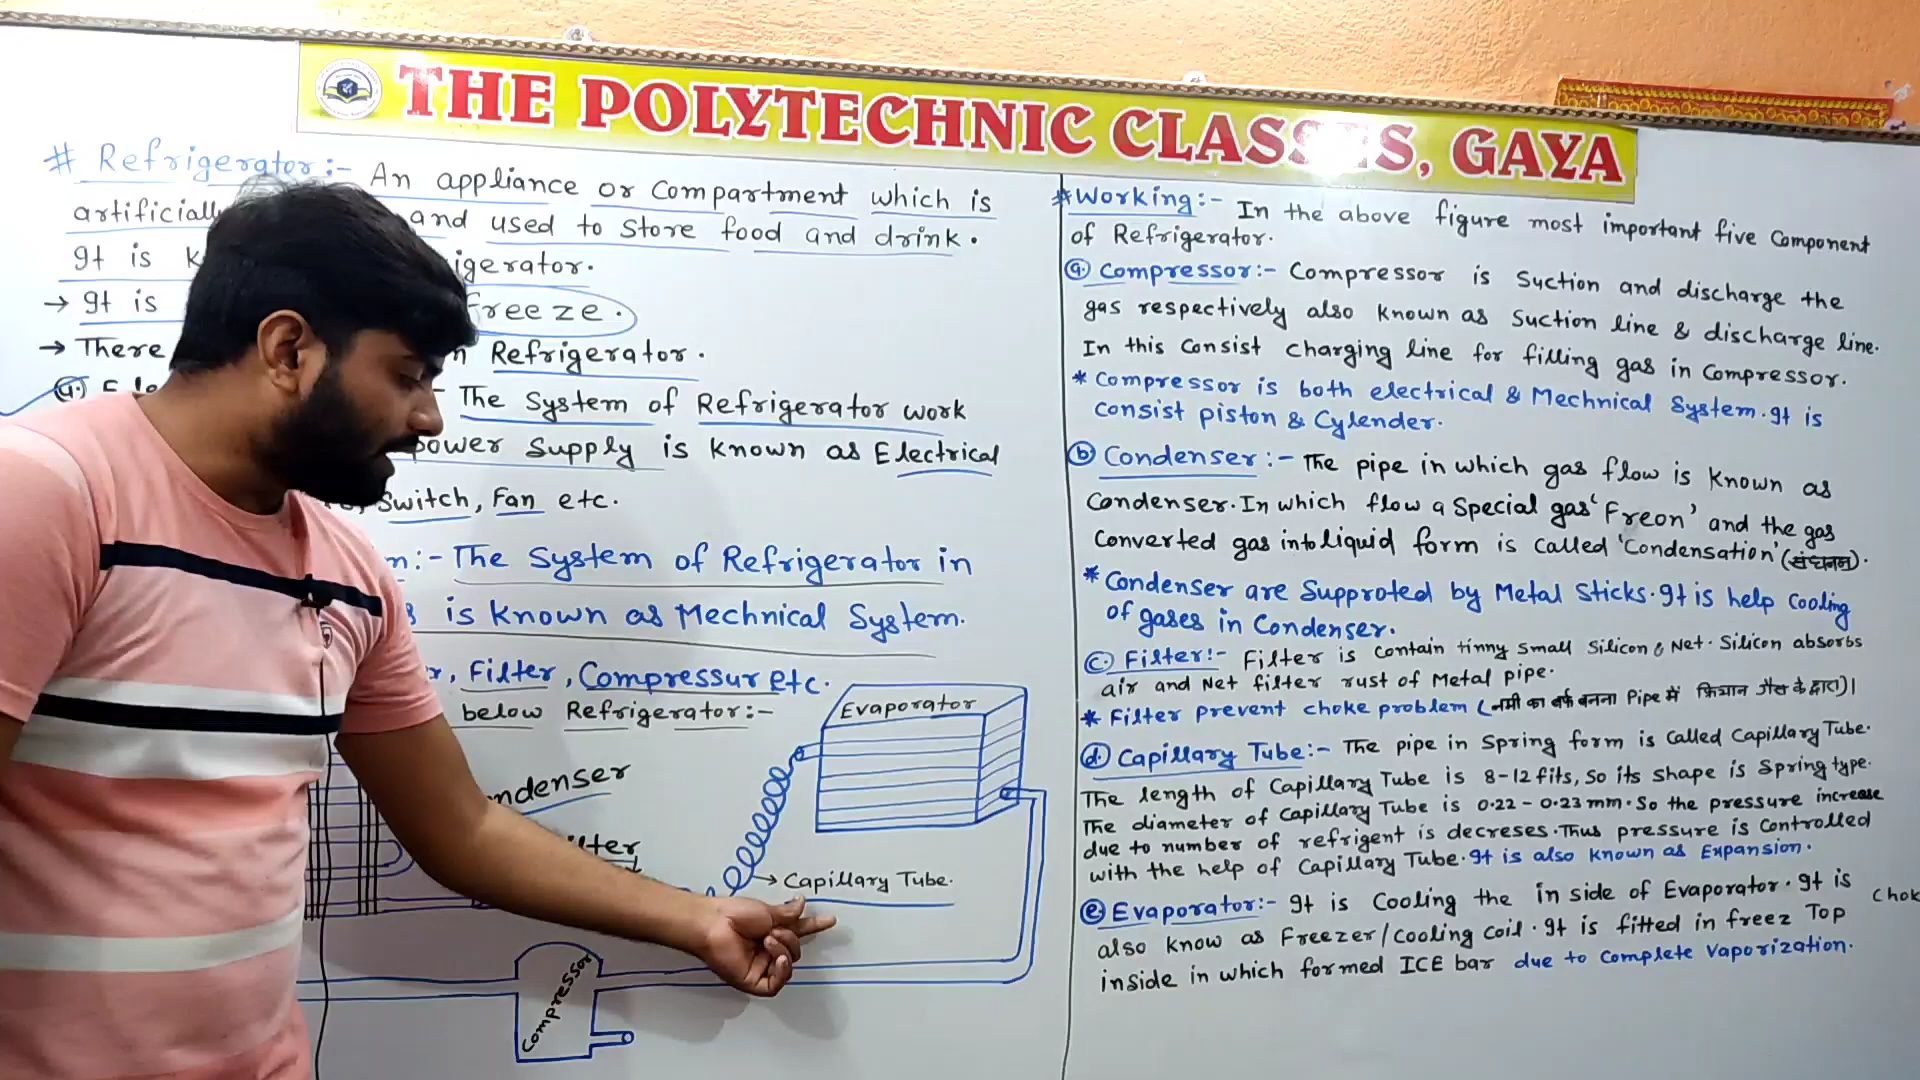 THE POLYTECHNIC CLASSES, GAYA
# Refrigerator:- An appliance or compartment which is
artificially and used to store food and drink.
It is igerator.
→ It is freeze.
→ There Refrigerator.
The System of Refrigerator work
power supply is known as Electrical
Switch, Fan etc.
The System of Refrigerator in
is known as Mechnical System.
, Filter, Compressur etc.
below Refrigerator:-
Evaporator
ndenser
lter
→ Capillary Tube.
Compressor
*Working:- In the above figure most important five component
of Refrigerator.
(a) Compressor:- Compressor is Suction and discharge the
gas respectively also known as Suction line & discharge line.
In this consist charging line for filling gas in compressor.
* Compressor is both electrical & Mechnical System. It is
consist piston & Cylender.
(b) Condenser:- The pipe in which gas flow is known as
Condenser. In which flow a Special gas 'Freon' and the gas
converted gas into liquid form is called 'Condensation' (संघनन).
* Condenser are Supproted by Metal Sticks. It is help cooling
of gases in Condenser.
(c) Filter:- Filter is contain tinny small Silicon & Net. Silicon absorbs
air and Net filter rust of Metal pipe.
* Filter prevent choke problem (नमी का बर्फ बनना Pipe में फ्रियान गैस के द्वारा)।
(d) Capillary Tube:- The pipe in Spring form is called Capillary Tube.
The length of Capillary Tube is 8-12 fits, So its shape is Spring type.
The diameter of Capillary Tube is 0.22 - 0.23 mm. So the pressure increase
due to number of refrigent is decreses. Thus pressure is controlled
with the help of Capillary Tube. It is also known as Expansion.
(e) Evaporator:- It is Cooling the in side of Evaporator. It is
also know as Freezer/cooling coil. It is fitted in freez Top
inside in which formed ICE bar due to complete vaporization.
Chok